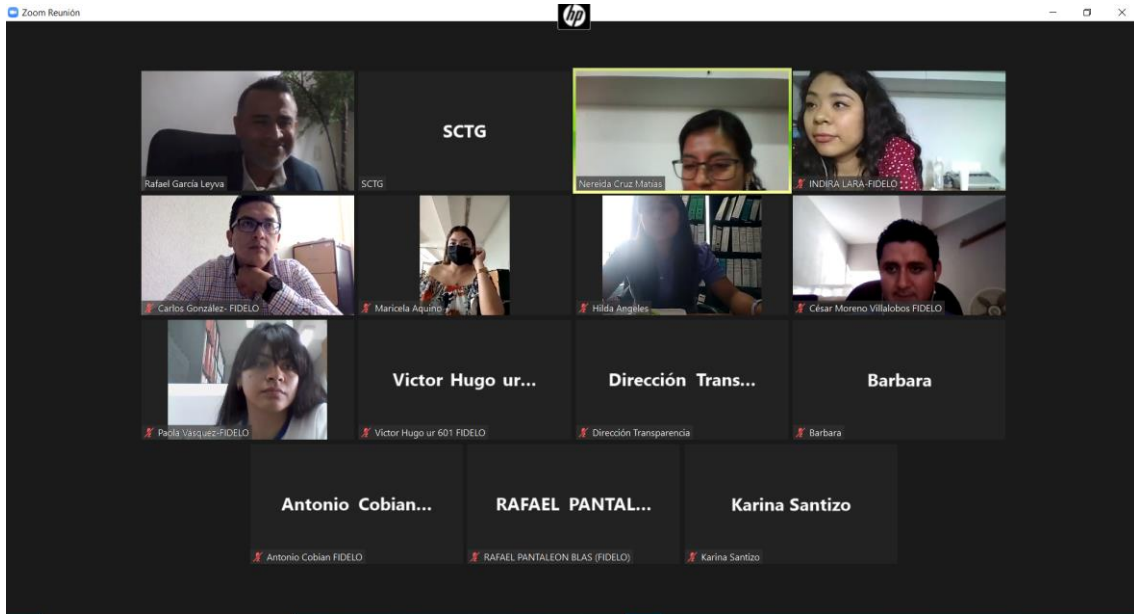 Zoom Reunión
hp
Rafael García Leyva
SCTG
SCTG
Nereida Cruz Matias
INDIRA LARA-FIDELO
Carlos González- FIDELO
Maricela Aquino
Hilda Angeles
César Moreno Villalobos FIDELO
Paola Vásquez-FIDELO
Victor Hugo ur...
Victor Hugo ur 601 FIDELO
Dirección Trans...
Dirección Transparencia
Barbara
Barbara
Antonio Cobian...
Antonio Cobian FIDELO
RAFAEL PANTAL...
RAFAEL PANTALEON BLAS (FIDELO)
Karina Santizo
Karina Santizo